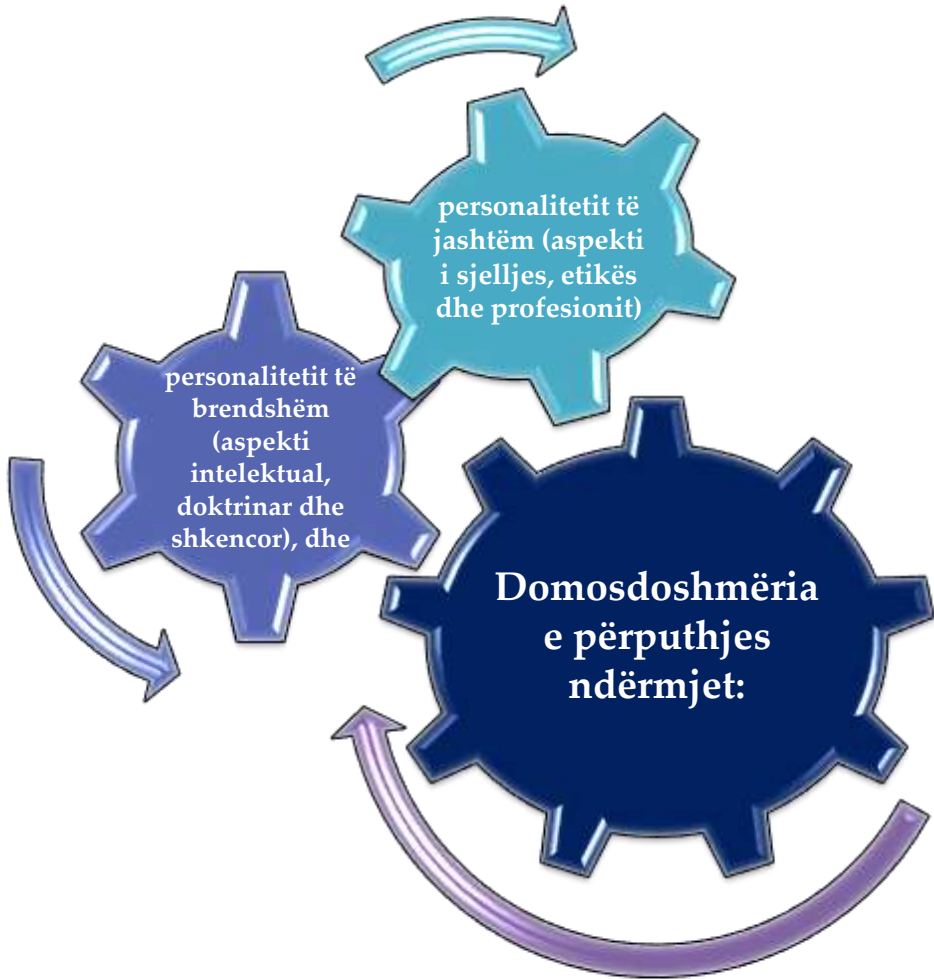 Domosdoshmëria
e përputhjes
ndërmjet:
personalitetit të
brendshëm
(aspekti
intelektual,
doktrinar dhe
shkencor), dhe
personalitetit të
jashtëm (aspekti
i sjelljes, etikës
dhe profesionit)